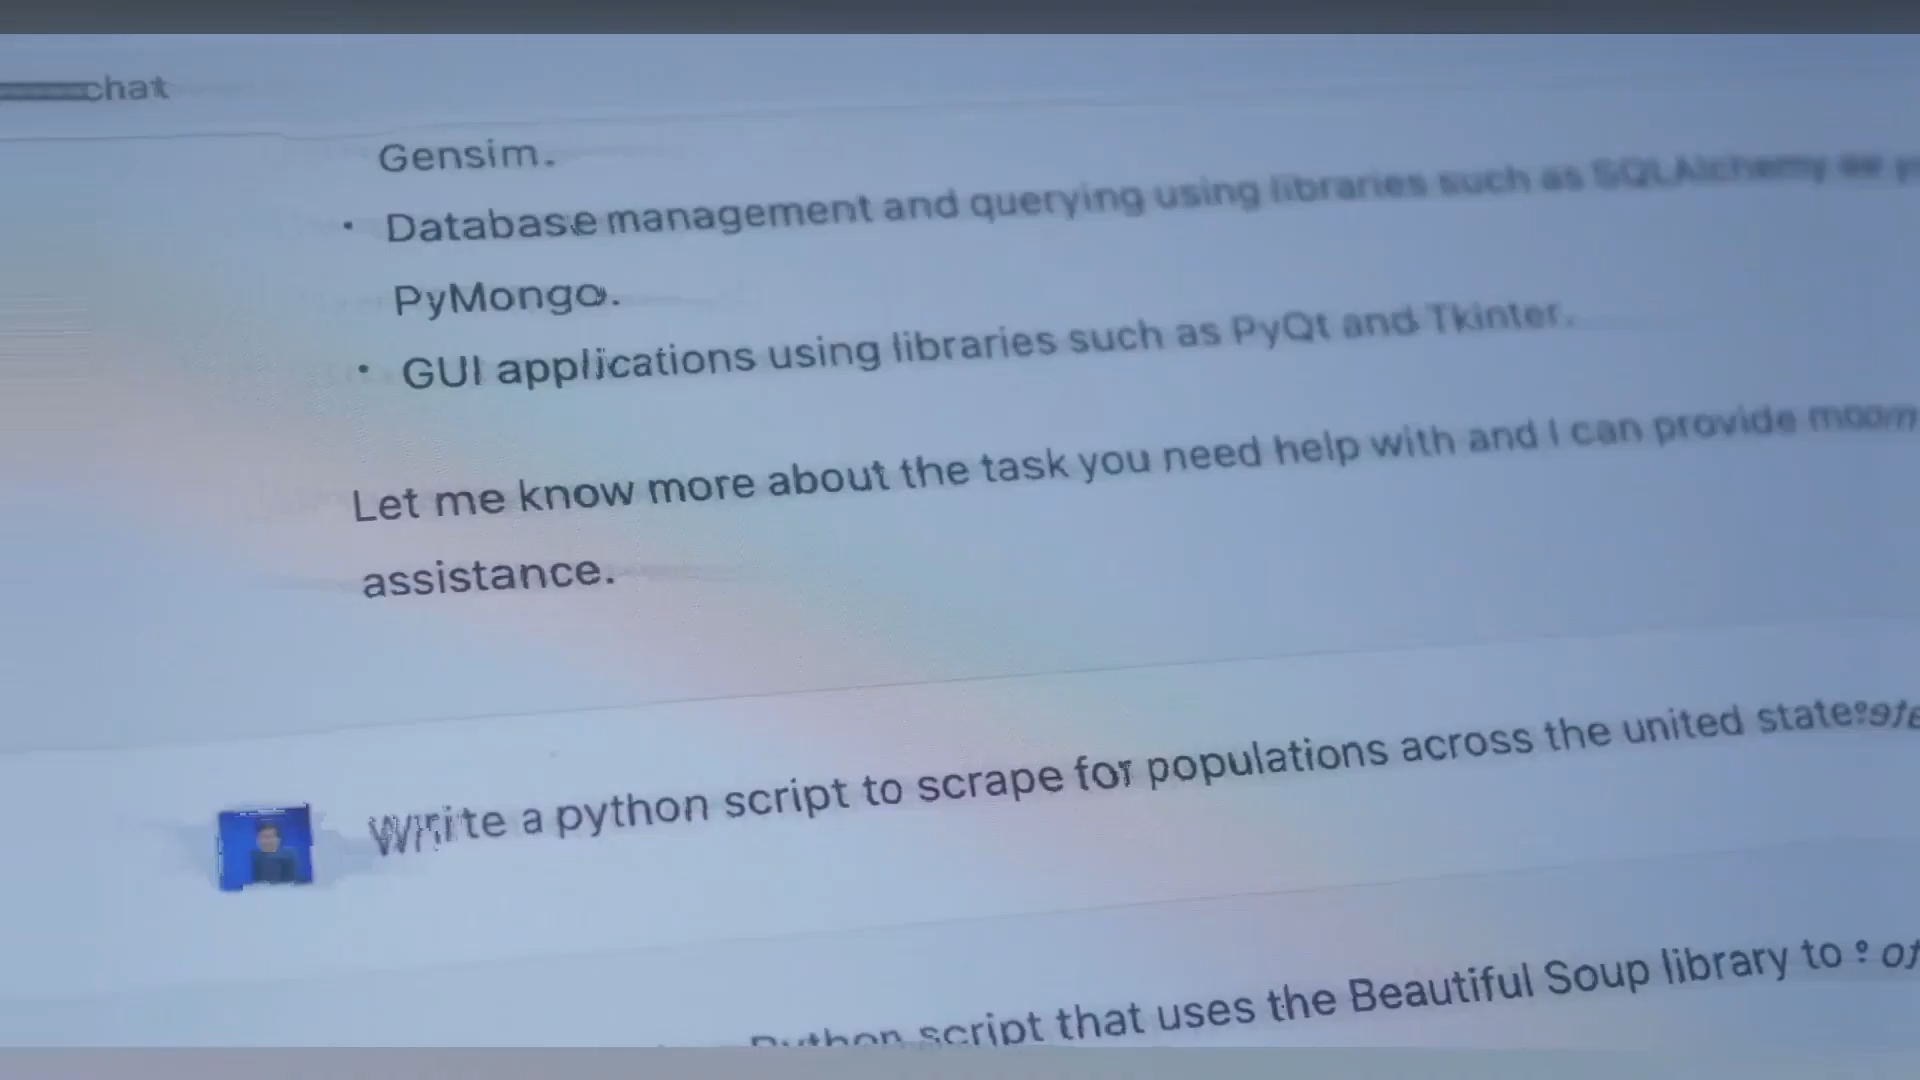 chat
Gensim.
• Database management and querying using libraries such as SQLAlchemy
PyMongo.
• GUI applications using libraries such as PyQt and Tkinter.
Let me know more about the task you need help with and I can provide
assistance.
Write a python script to scrape for populations across the united
Python script that uses the Beautiful Soup library to